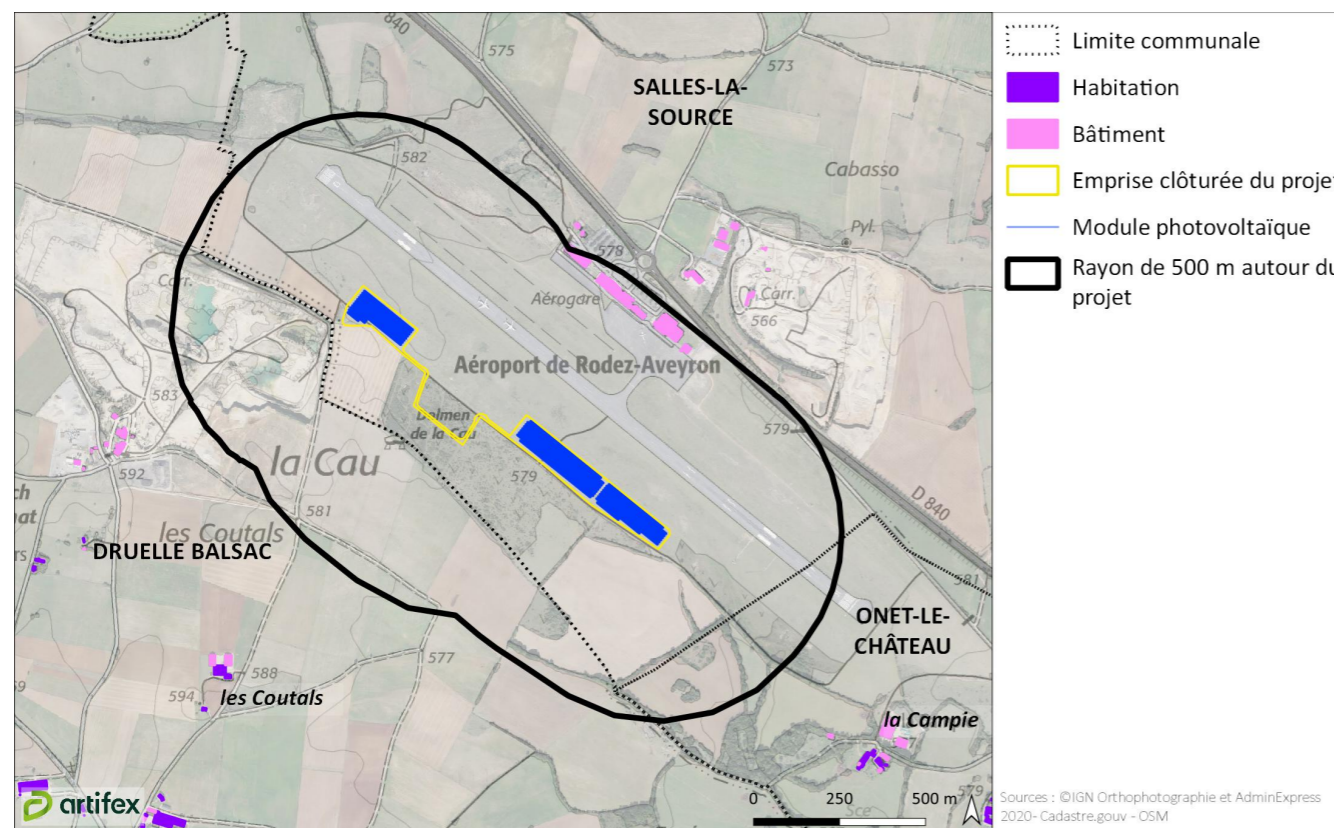 D 840
575
573
SALLES-LA-
SOURCE
582
Cabasso
Pyl.
578
Carr.
Aérogare
Carr.
566
Aéroport de Rodez-Aveyron
583
Dolmen
de la Cau
579
la Cau
579
592
D 840
581
les Coutals
DRUELLE BALSAC
581
ONET-LE-
CHÂTEAU
577
588
594
les Coutals
la Campie
artifex
0 250 500 m
Limite communale
Habitation
Bâtiment
Emprise clôturée du projet
Module photovoltaïque
Rayon de 500 m autour du
projet
Sources : ©IGN Orthophotographie et AdminExpress
2020- Cadastre.gouv - OSM